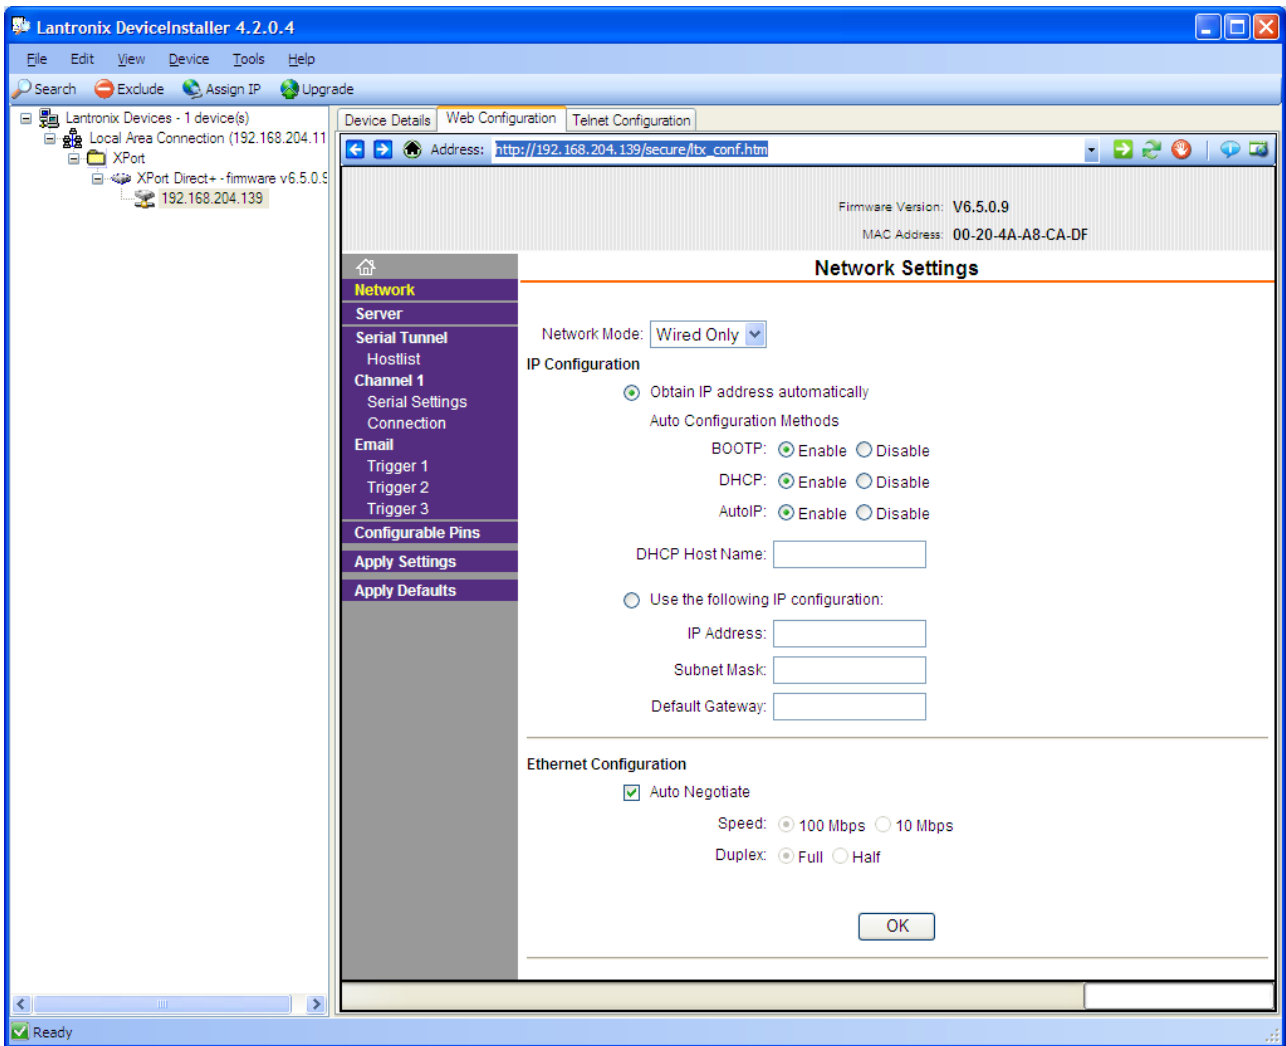 Lantronix DeviceInstaller 4.2.0.4
File Edit View Device Tools Help
Search Exclude Assign IP Upgrade
Lantronix Devices - 1 device(s)
Local Area Connection (192.168.204.11
XPort
XPort Direct+ - firmware v6.5.0.9
192.168.204.139
Device Details Web Configuration Telnet Configuration
Address: http://192.168.204.139/secure/ltx_conf.htm
Firmware Version: V6.5.0.9
MAC Address: 00-20-4A-A8-CA-DF
Network
Server
Serial Tunnel
Hostlist
Channel 1
Serial Settings
Connection
Email
Trigger 1
Trigger 2
Trigger 3
Configurable Pins
Apply Settings
Apply Defaults
Network Settings
Network Mode: Wired Only
IP Configuration
Obtain IP address automatically
Auto Configuration Methods
BOOTP: Enable Disable
DHCP: Enable Disable
AutoIP: Enable Disable
DHCP Host Name:
Use the following IP configuration:
IP Address:
Subnet Mask:
Default Gateway:
Ethernet Configuration
Auto Negotiate
Speed: 100 Mbps 10 Mbps
Duplex: Full Half
OK
Ready